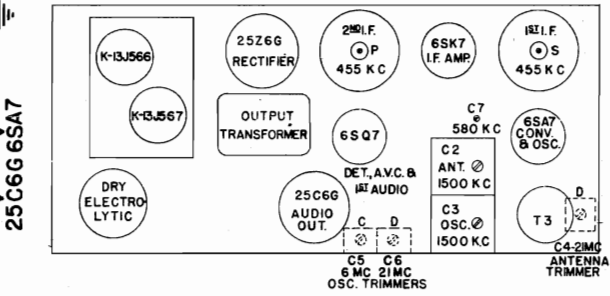 25C6G 6SA7
K-13J566
K-13J567
25Z6G
RECTIFIER
2ND I.F.
P
455 KC
6SK7
I.F. AMP.
1ST I.F.
S
455 KC
OUTPUT
TRANSFORMER
6SQ7
DET., A.V.C. &
1ST AUDIO
C7
580 KC
6SA7
CONV.
& OSC.
C2
ANT.
1500 KC
C3
OSC.
1500 KC
DRY
ELECTRO
LYTIC
25C6G
AUDIO
OUT.
C
D
T3
D
C5
6 MC
C6
21MC
OSC. TRIMMERS
C4-21MC
ANTENNA
TRIMMER